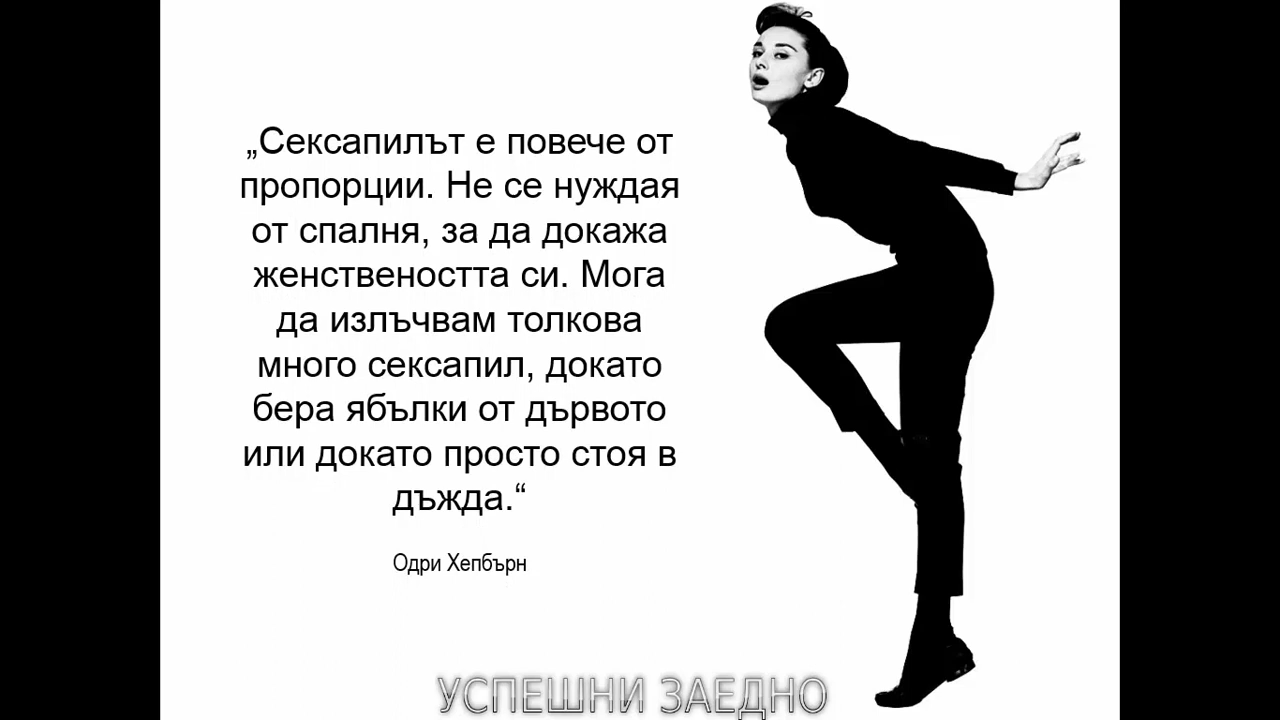 „Сексапилът е повече от
пропорции. Не се нуждая
от спалня, за да докажа
женствеността си. Мога
да излъчвам толкова
много сексапил, докато
бера ябълки от дървото
или докато просто стоя в
дъжда.“
Одри Хепбърн
УСПЕШНИ ЗАЕДНО